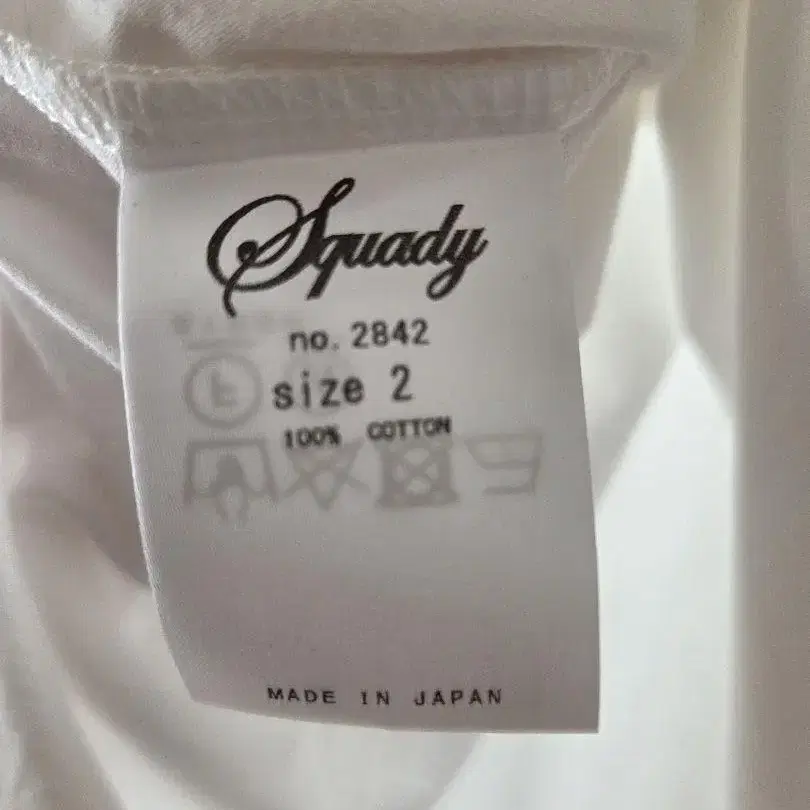 Squady
no. 2842
size 2
100% COTTON
MADE IN JAPAN